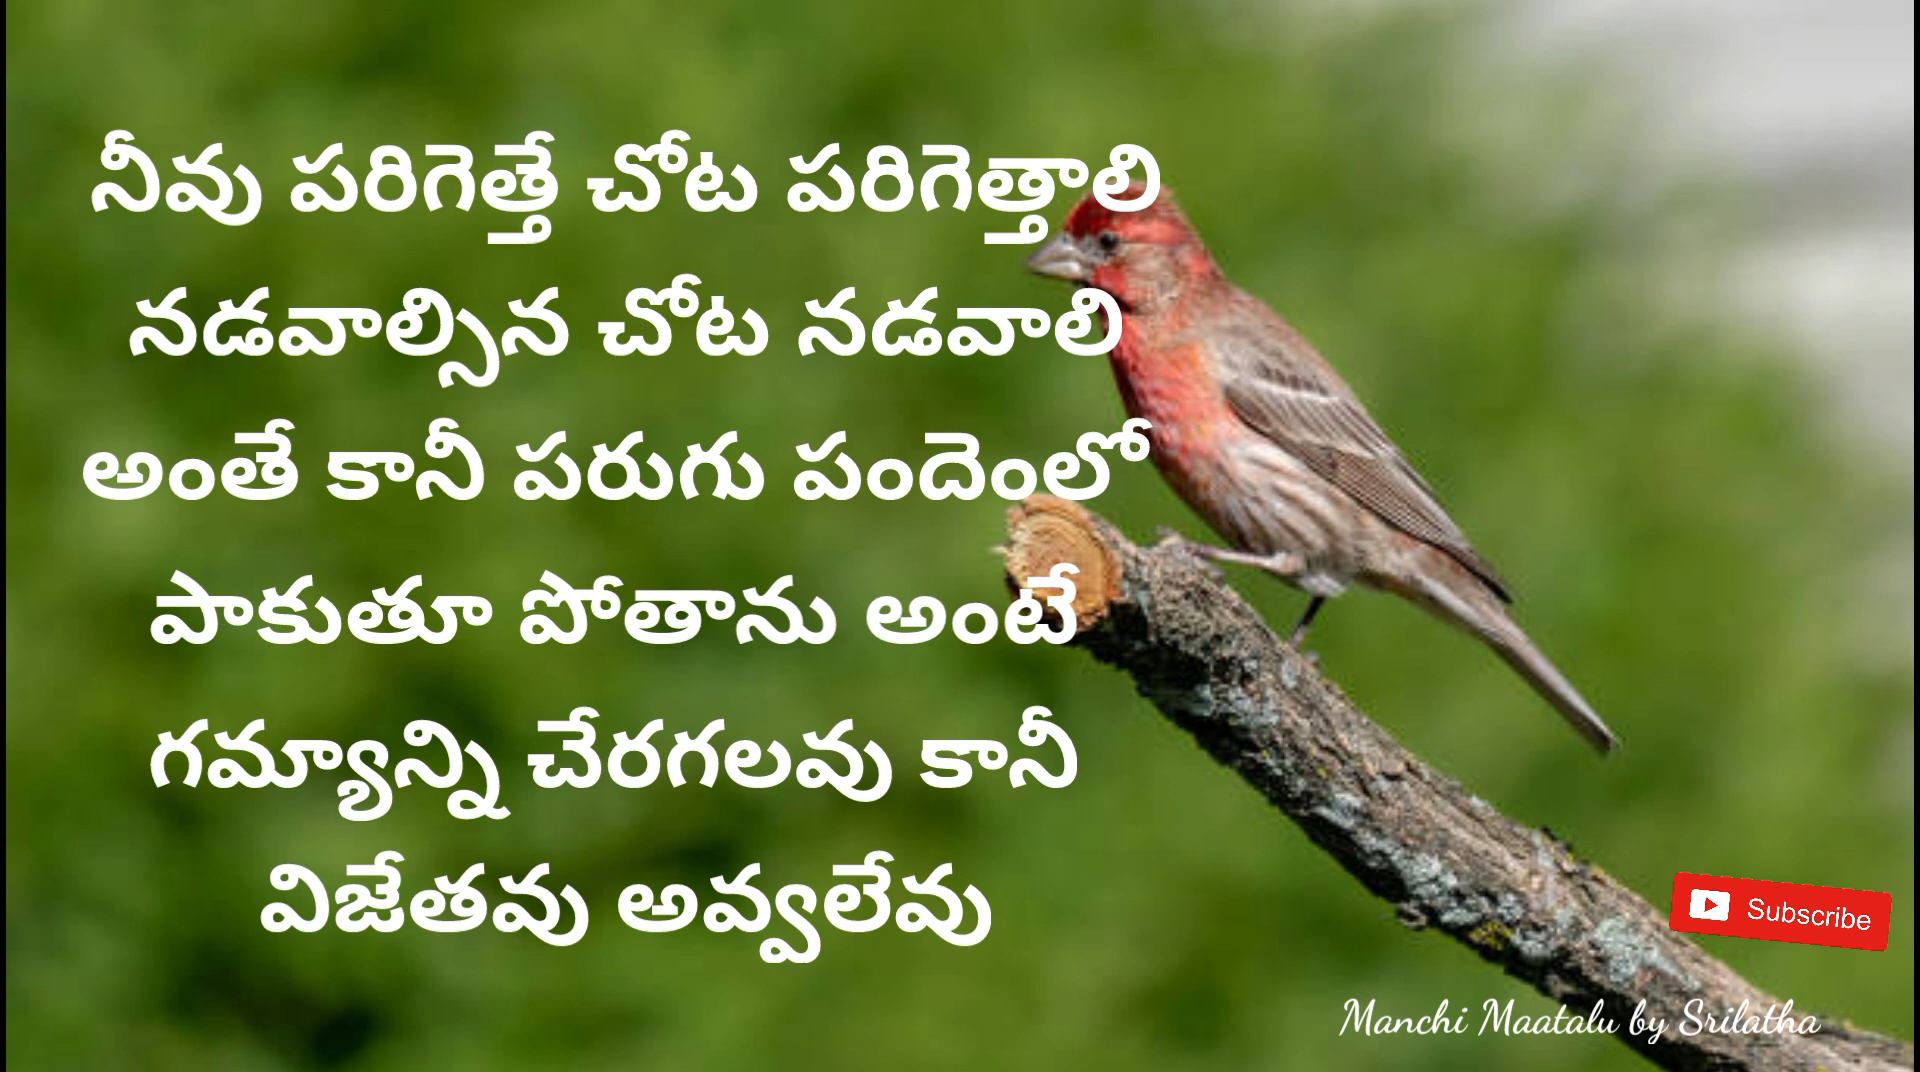 నీవు పరిగెత్తే చోట పరిగెత్తాలి
నడవాల్సిన చోట నడవాలి
అంతే కానీ పరుగు పందెంలో
పాకుతూ పోతాను అంటే
గమ్యాన్ని చేరగలవు కానీ
విజేతవు అవ్వలేవు
Subscribe
Manchi Maatalu by Srilatha